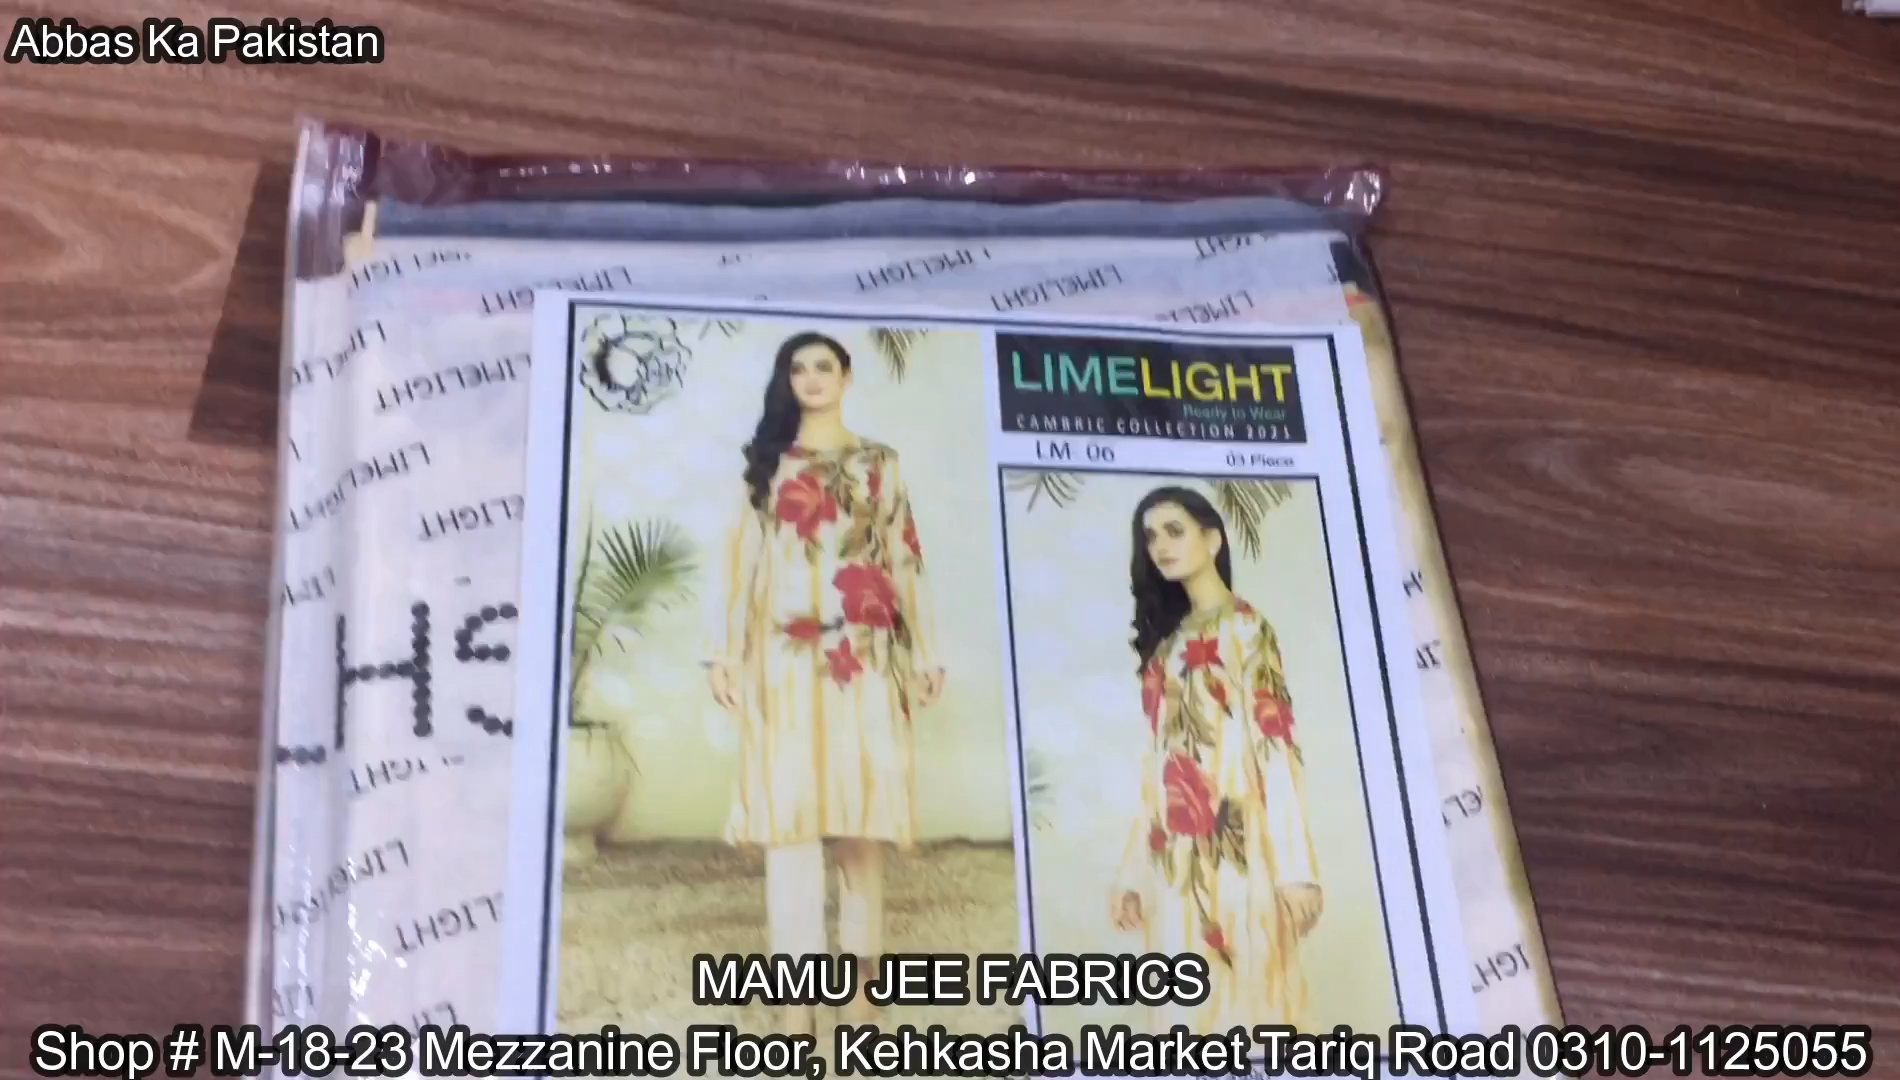 Abbas Ka Pakistan
LIMELIGHT
Ready to Wear
CAMBRIC COLLECTION 2021
LM- 06 03 Piece
LIMELIGHT
LIMELIGHT
LIMELIGHT
LIMELIGHT
MAMU JEE FABRICS
Shop # M-18-23 Mezzanine Floor, Kehkasha Market Tariq Road 0310-1125055